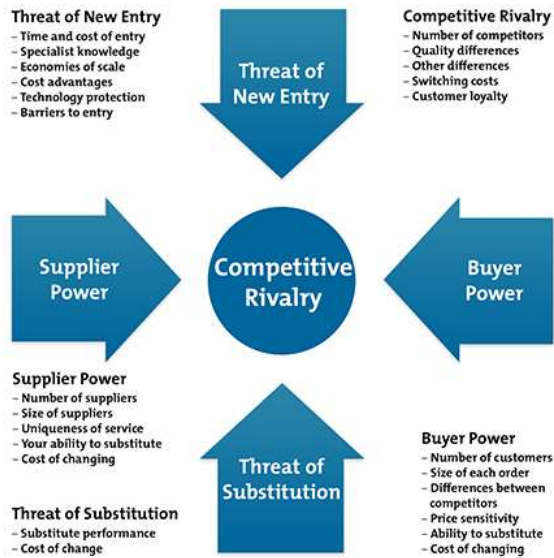 Threat of New Entry
– Time and cost of entry
– Specialist knowledge
– Economies of scale
– Cost advantages
– Technology protection
– Barriers to entry
Threat of
New Entry
Competitive Rivalry
– Number of competitors
– Quality differences
– Other differences
– Switching costs
– Customer loyalty
Supplier
Power
Competitive
Rivalry
Buyer
Power
Supplier Power
– Number of suppliers
– Size of suppliers
– Uniqueness of service
– Your ability to substitute
– Cost of changing
Threat of Substitution
– Substitute performance
– Cost of change
Threat of
Substitution
Buyer Power
– Number of customers
– Size of each order
– Differences between
competitors
– Price sensitivity
– Ability to substitute
– Cost of changing